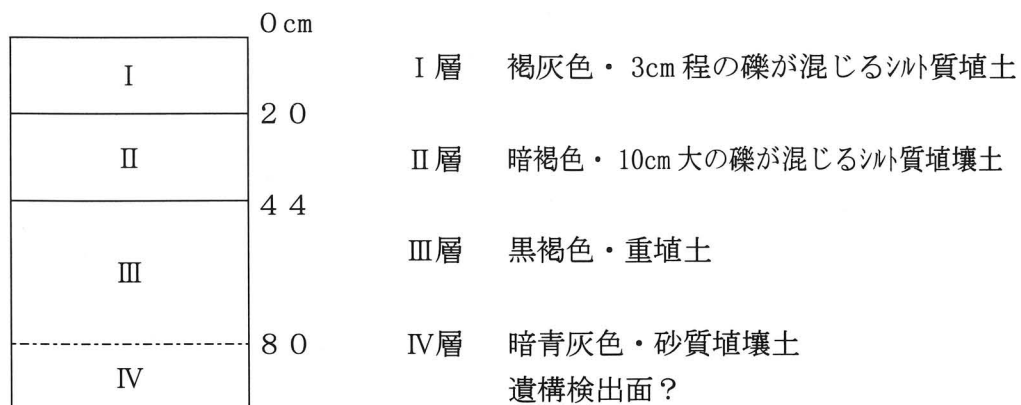 0cm
Ⅰ
Ⅰ層 褐灰色・3cm程の礫が混じるシルト質埴土
20
Ⅱ
Ⅱ層 暗褐色・10cm大の礫が混じるシルト質埴壌土
44
Ⅲ
Ⅲ層 黒褐色・重埴土
80
Ⅳ
Ⅳ層 暗青灰色・砂質埴壌土
遺構検出面？